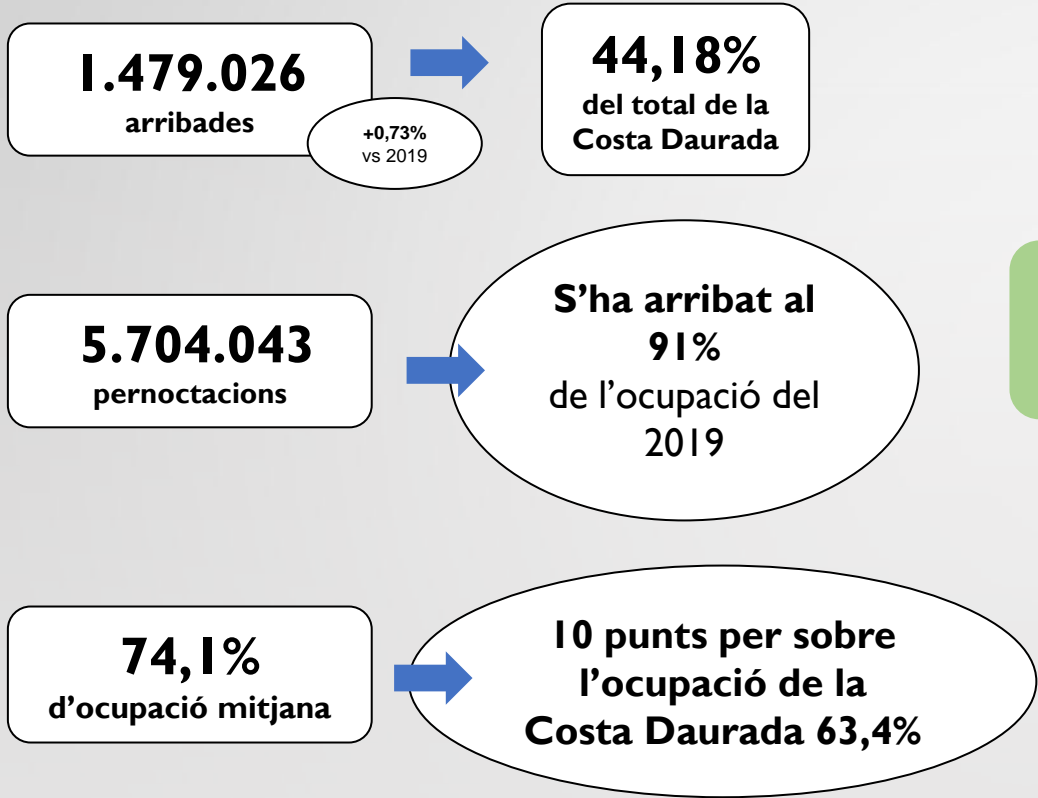 1.479.026
arribades
+0,73%
vs 2019
44,18%
del total de la
Costa Daurada
5.704.043
pernoctacions
S’ha arribat al
91%
de l’ocupació del
2019
74,1%
d’ocupació mitjana
10 punts per sobre
l’ocupació de la
Costa Daurada 63,4%